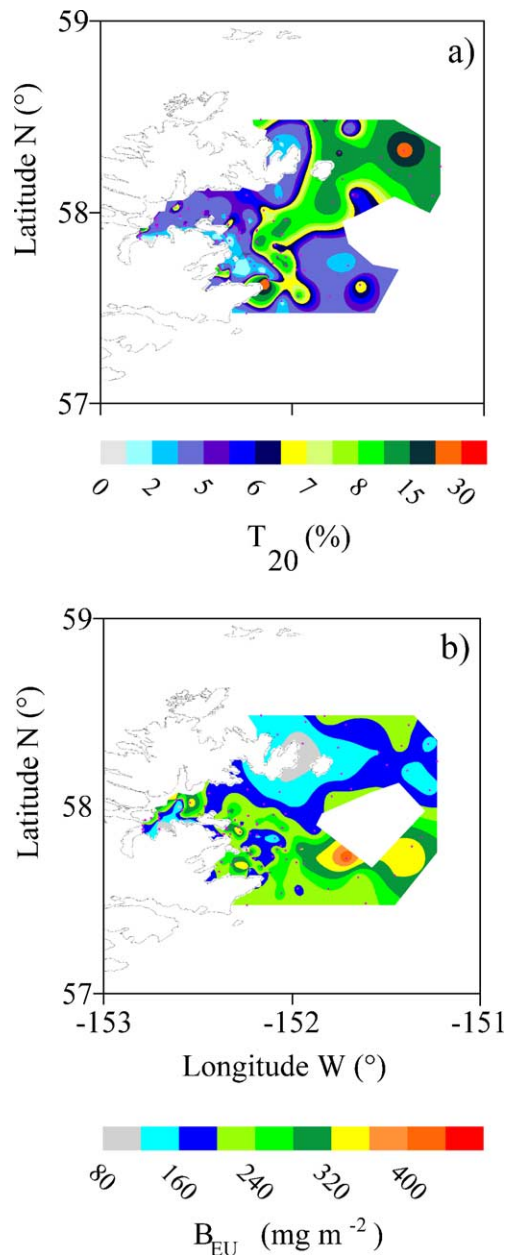 59
a)
Latitude N (°)
58
57
0 2 5 6 7 8 15 30
T20 (%)
59
b)
Latitude N (°)
58
57
-153 -152 -151
Longitude W (°)
80 160 240 320 400
BEU (mg m-2)